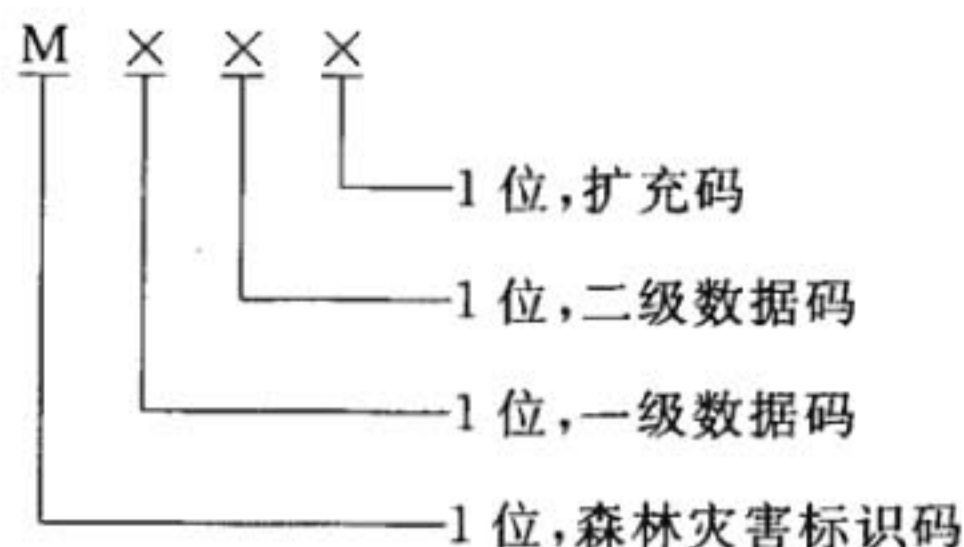 M × × ×
1 位,扩充码
1 位,二级数据码
1 位,一级数据码
1 位,森林灾害标识码